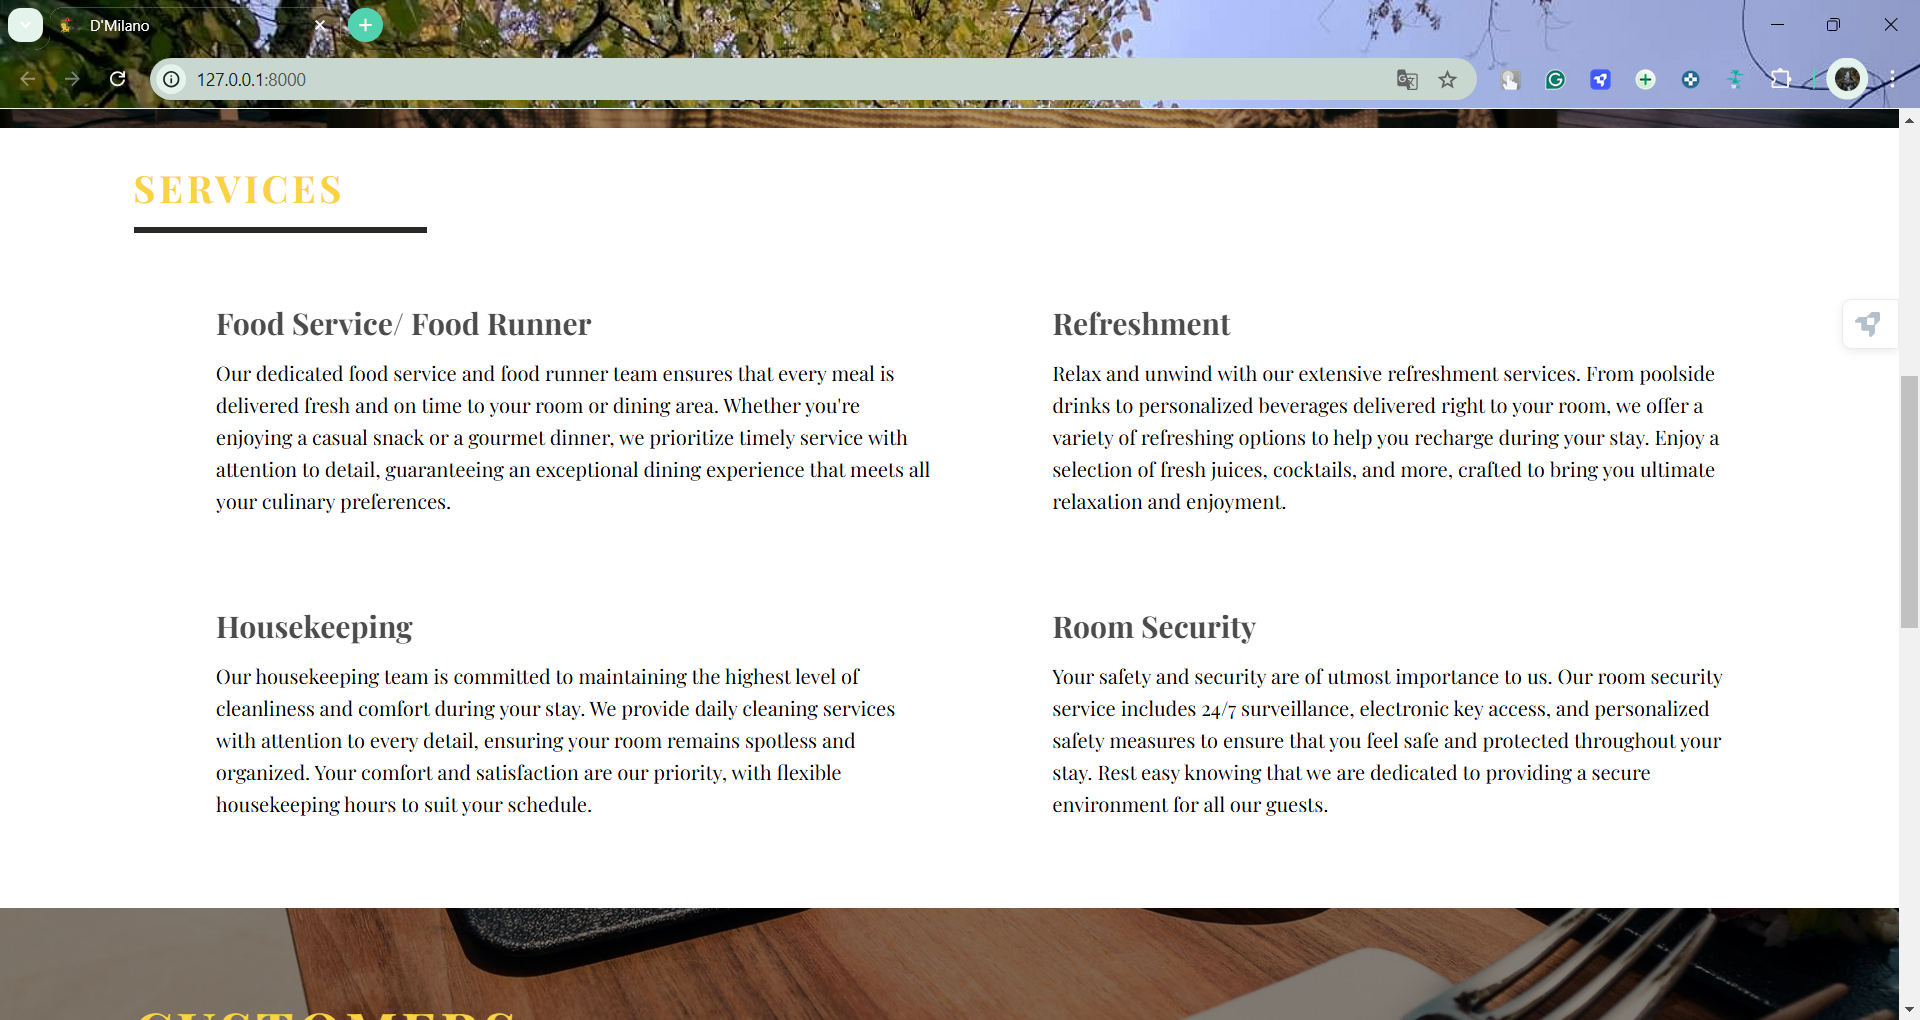 D'Milano
127.0.0.1:8000
SERVICES
Food Service/ Food Runner
Our dedicated food service and food runner team ensures that every meal is
delivered fresh and on time to your room or dining area. Whether you're
enjoying a casual snack or a gourmet dinner, we prioritize timely service with
attention to detail, guaranteeing an exceptional dining experience that meets all
your culinary preferences.
Refreshment
Relax and unwind with our extensive refreshment services. From poolside
drinks to personalized beverages delivered right to your room, we offer a
variety of refreshing options to help you recharge during your stay. Enjoy a
selection of fresh juices, cocktails, and more, crafted to bring you ultimate
relaxation and enjoyment.
Housekeeping
Our housekeeping team is committed to maintaining the highest level of
cleanliness and comfort during your stay. We provide daily cleaning services
with attention to every detail, ensuring your room remains spotless and
organized. Your comfort and satisfaction are our priority, with flexible
housekeeping hours to suit your schedule.
Room Security
Your safety and security are of utmost importance to us. Our room security
service includes 24/7 surveillance, electronic key access, and personalized
safety measures to ensure that you feel safe and protected throughout your
stay. Rest easy knowing that we are dedicated to providing a secure
environment for all our guests.
CUSTOMERS